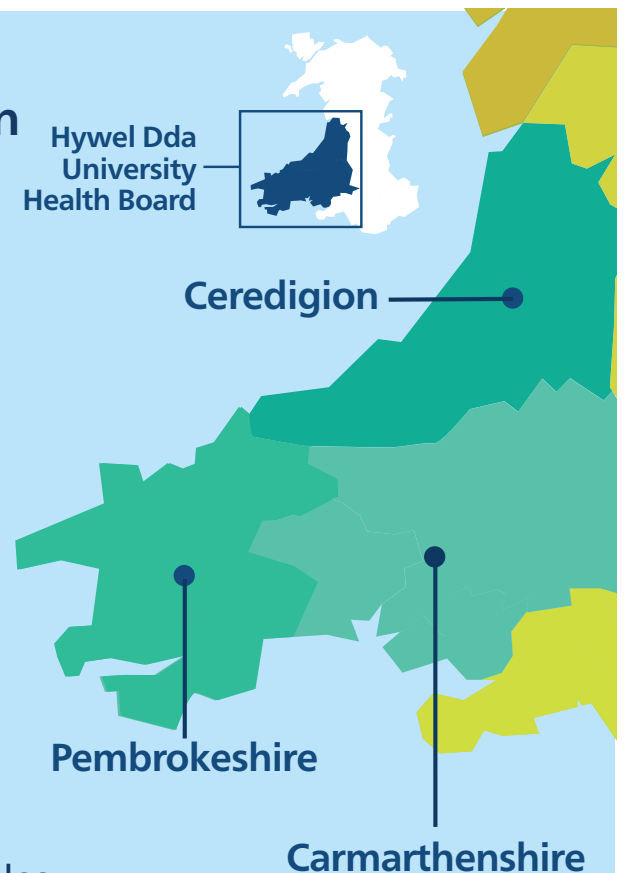 n
Hywel Dda
University
Health Board
Ceredigion
Pembrokeshire
Carmarthenshire